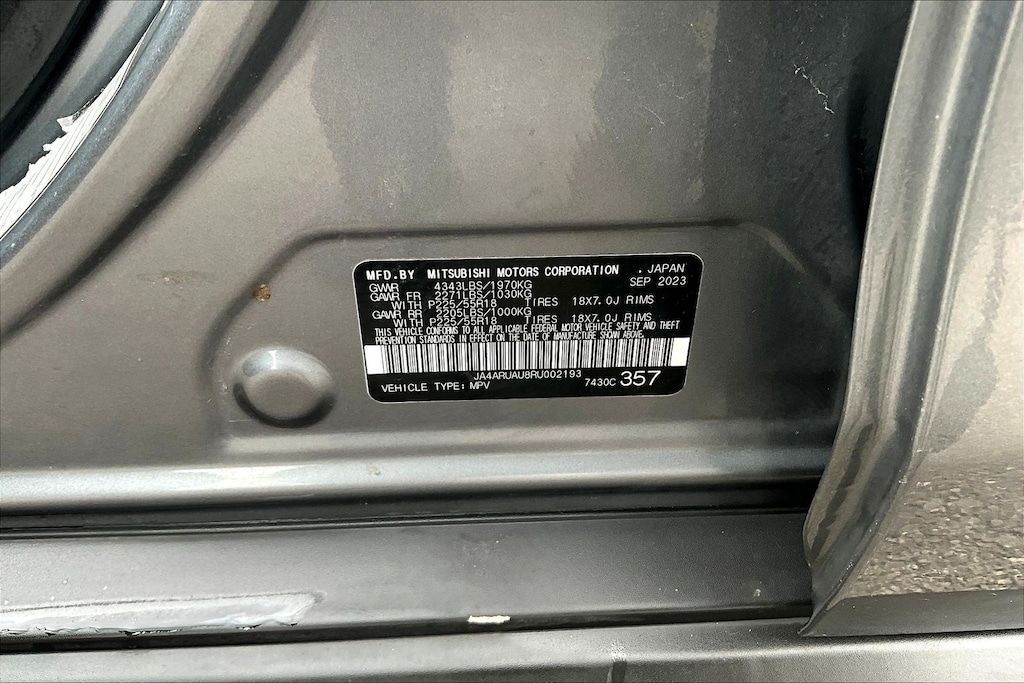 MFD.BY MITSUBISHI MOTORS CORPORATION . JAPAN
GVWR 4343LBS/1970KG SEP 2023
GAWR FR 2271LBS/1030KG
WITH P225/55R18 TIRES 18X7.0J RIMS
GAWR RR 2205LBS/1000KG
WITH P225/55R18 TIRES 18X7.0J RIMS
THIS VEHICLE CONFORMS TO ALL APPLICABLE FEDERAL MOTOR VEHICLE SAFETY AND THEFT
PREVENTION STANDARDS IN EFFECT ON THE DATE OF MANUFACTURE SHOWN ABOVE.
JA4ARUAU8RU002193
VEHICLE TYPE: MPV 7430C 357